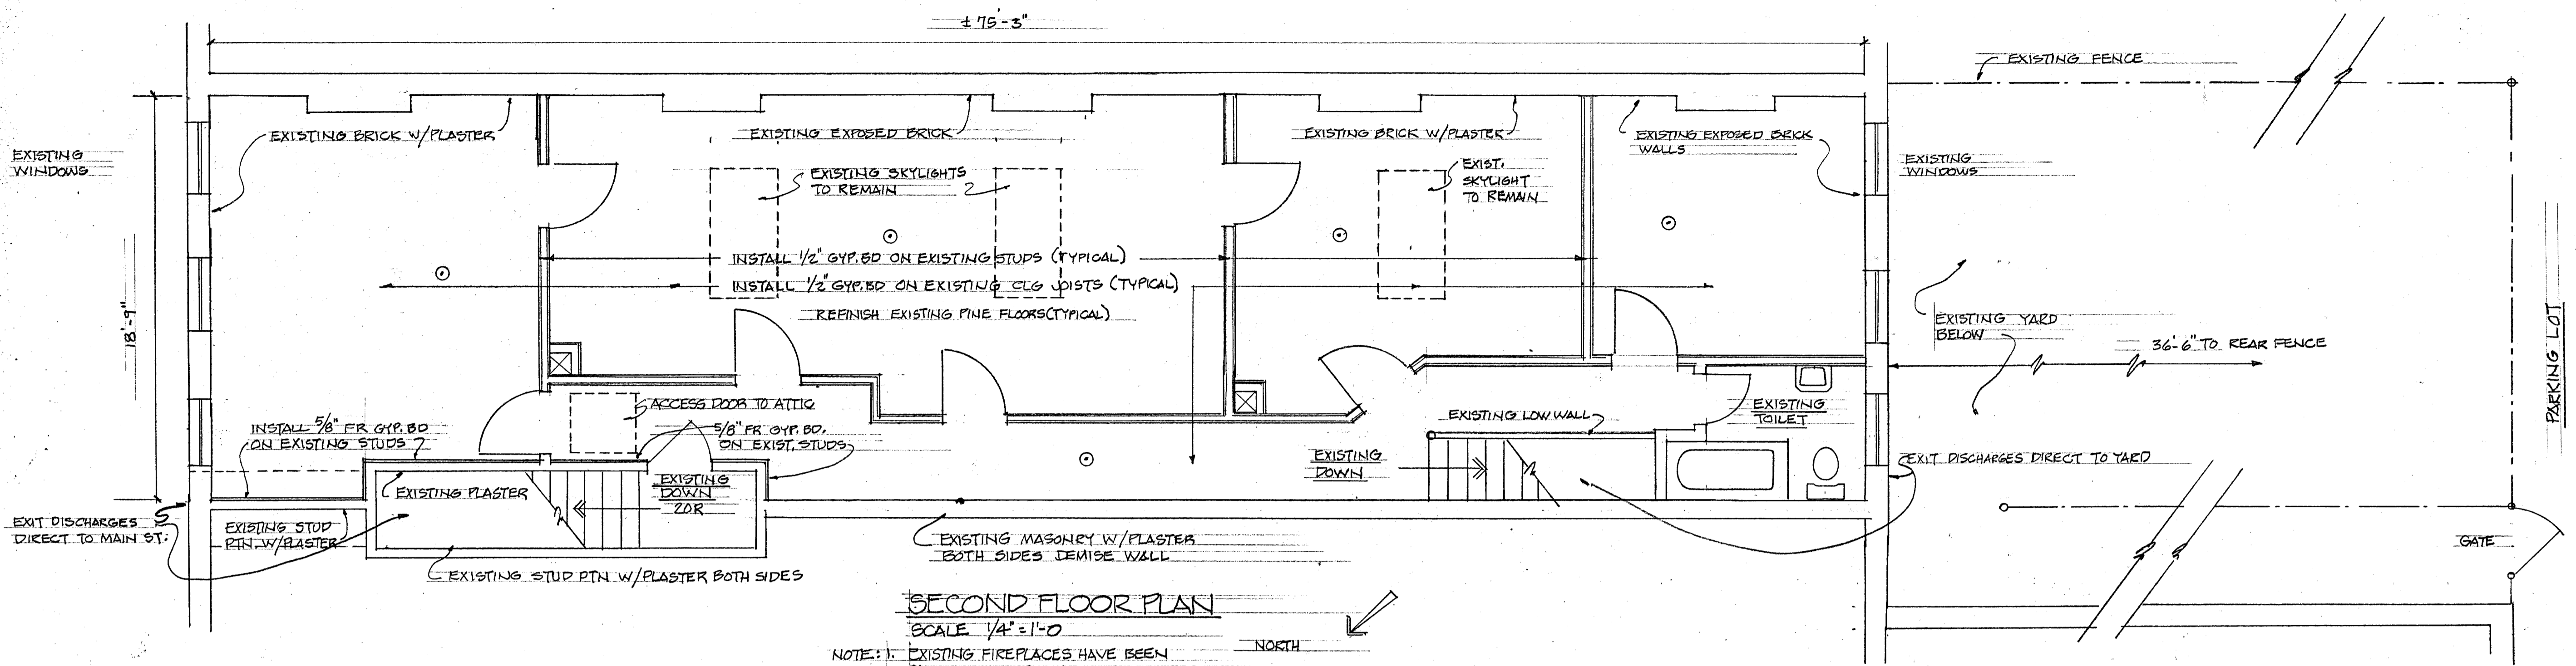 ± 75'-3"
EXISTING FENCE
EXISTING BRICK W/PLASTER
EXISTING EXPOSED BRICK
EXISTING BRICK W/PLASTER
EXISTING EXPOSED BRICK
WALLS
EXISTING
WINDOWS
EXISTING
WINDOWS
EXISTING SKYLIGHTS
TO REMAIN
EXIST.
SKYLIGHT
TO REMAIN
INSTALL 1/2" GYP. BD ON EXISTING STUDS (TYPICAL)
INSTALL 1/2" GYP. BD ON EXISTING CLG JOISTS (TYPICAL)
REFINISH EXISTING PINE FLOORS (TYPICAL)
18'-9"
EXISTING YARD
BELOW
36'-6" TO REAR FENCE
PARKING LOT
ACCESS DOOR TO ATTIC
INSTALL 5/8" FR GYP. BD
ON EXISTING STUDS
5/8" FR GYP. BD.
ON EXIST. STUDS
EXISTING LOW WALL
EXISTING
TOILET
EXISTING
DOWN
EXIT DISCHARGES DIRECT TO YARD
EXISTING PLASTER
EXISTING
DOWN
20R
EXIT DISCHARGES
DIRECT TO MAIN ST.
EXISTING STUD
PTN W/PLASTER
EXISTING MASONRY W/PLASTER
BOTH SIDES DEMISE WALL
GATE
EXISTING STUD PTN W/PLASTER BOTH SIDES
SECOND FLOOR PLAN
SCALE 1/4" = 1'-0
NORTH
NOTE: 1. EXISTING FIREPLACES HAVE BEEN